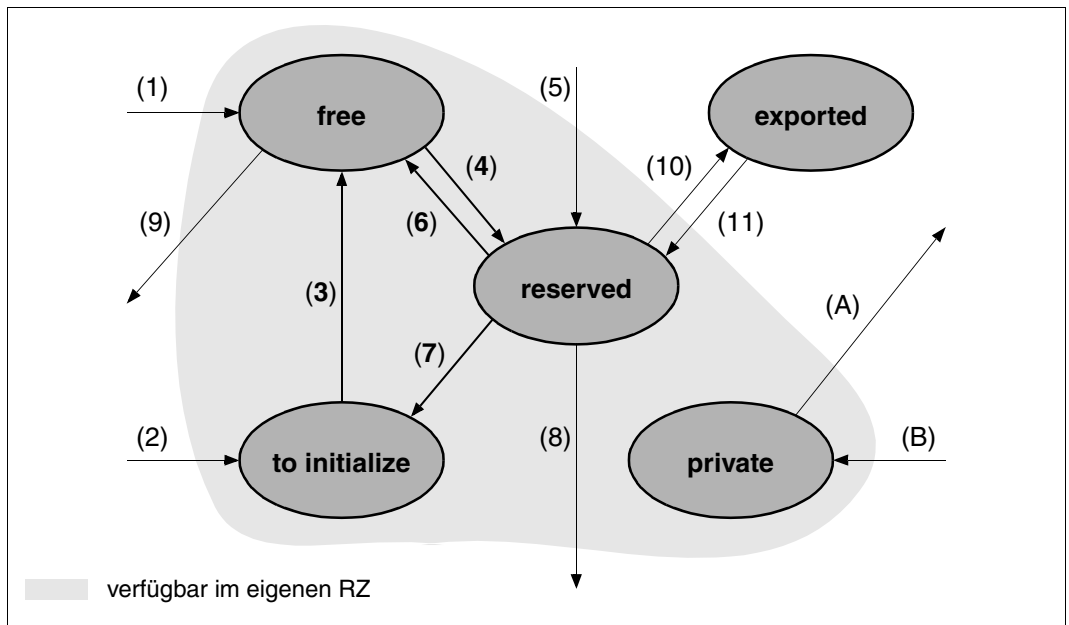 (1)
free
(5)
exported
(4)
(10)
(9)
(6)
(11)
(3)
reserved
(A)
(7)
(2)
to initialize
(8)
private
(B)
verfügbar im eigenen RZ